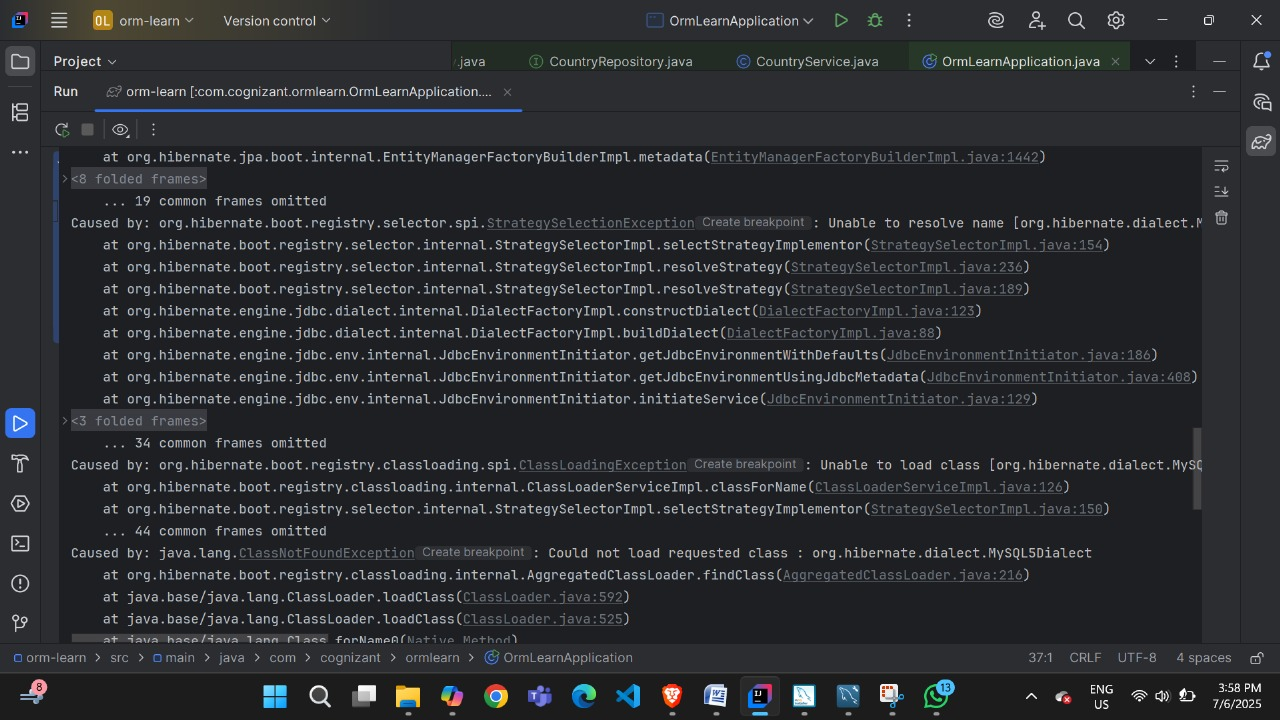 OL orm-learn Version control OrmLearnApplication
Project .java CountryRepository.java CountryService.java OrmLearnApplication.java
Run orm-learn [:com.cognizant.ormlearn.OrmLearnApplication....
at org.hibernate.jpa.boot.internal.EntityManagerFactoryBuilderImpl.metadata(EntityManagerFactoryBuilderImpl.java:1442)
<8 folded frames>
... 19 common frames omitted
Caused by: org.hibernate.boot.registry.selector.spi.StrategySelectionException Create breakpoint : Unable to resolve name [org.hibernate.dialect.M
at org.hibernate.boot.registry.selector.internal.StrategySelectorImpl.selectStrategyImplementor(StrategySelectorImpl.java:154)
at org.hibernate.boot.registry.selector.internal.StrategySelectorImpl.resolveStrategy(StrategySelectorImpl.java:236)
at org.hibernate.boot.registry.selector.internal.StrategySelectorImpl.resolveStrategy(StrategySelectorImpl.java:189)
at org.hibernate.engine.jdbc.dialect.internal.DialectFactoryImpl.constructDialect(DialectFactoryImpl.java:123)
at org.hibernate.engine.jdbc.dialect.internal.DialectFactoryImpl.buildDialect(DialectFactoryImpl.java:88)
at org.hibernate.engine.jdbc.env.internal.JdbcEnvironmentInitiator.getJdbcEnvironmentWithDefaults(JdbcEnvironmentInitiator.java:186)
at org.hibernate.engine.jdbc.env.internal.JdbcEnvironmentInitiator.getJdbcEnvironmentUsingJdbcMetadata(JdbcEnvironmentInitiator.java:408)
at org.hibernate.engine.jdbc.env.internal.JdbcEnvironmentInitiator.initiateService(JdbcEnvironmentInitiator.java:129)
<3 folded frames>
... 34 common frames omitted
Caused by: org.hibernate.boot.registry.classloading.spi.ClassLoadingException Create breakpoint : Unable to load class [org.hibernate.dialect.MySQ
at org.hibernate.boot.registry.classloading.internal.ClassLoaderServiceImpl.classForName(ClassLoaderServiceImpl.java:126)
at org.hibernate.boot.registry.selector.internal.StrategySelectorImpl.selectStrategyImplementor(StrategySelectorImpl.java:150)
... 44 common frames omitted
Caused by: java.lang.ClassNotFoundException Create breakpoint : Could not load requested class : org.hibernate.dialect.MySQL5Dialect
at org.hibernate.boot.registry.classloading.internal.AggregatedClassLoader.findClass(AggregatedClassLoader.java:216)
at java.base/java.lang.ClassLoader.loadClass(ClassLoader.java:592)
at java.base/java.lang.ClassLoader.loadClass(ClassLoader.java:525)
at java.base/java.lang.Class.forName0(Native Method)
orm-learn > src > main > java > com > cognizant > ormlearn > OrmLearnApplication 37:1 CRLF UTF-8 4 spaces
8 13 ENG US 3:58 PM 7/6/2025